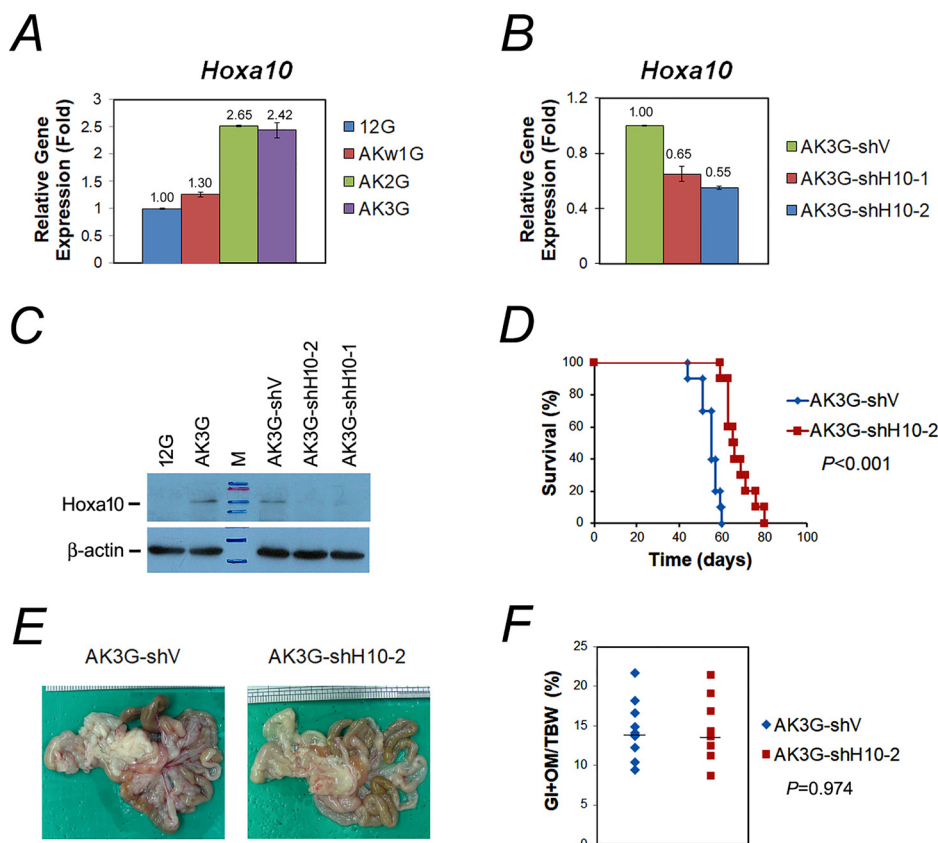 A
Hoxa10
Relative Gene
Expression (Fold)
3
2.5
2
1.5
1
0.5
0
1.00
1.30
2.65
2.42
12G
AKw1G
AK2G
AK3G
B
Hoxa10
Relative Gene
Expression (Fold)
1.2
0.8
0.4
0
1.00
0.65
0.55
AK3G-shV
AK3G-shH10-1
AK3G-shH10-2
C
12G
AK3G
M
AK3G-shV
AK3G-shH10-2
AK3G-shH10-1
Hoxa10
β-actin
D
Survival (%)
100
80
60
40
20
0
0 20 40 60 80 100
Time (days)
AK3G-shV
AK3G-shH10-2
P<0.001
E
AK3G-shV
AK3G-shH10-2
F
GI+OM/TBW (%)
25
20
15
10
5
0
AK3G-shV
AK3G-shH10-2
P=0.974